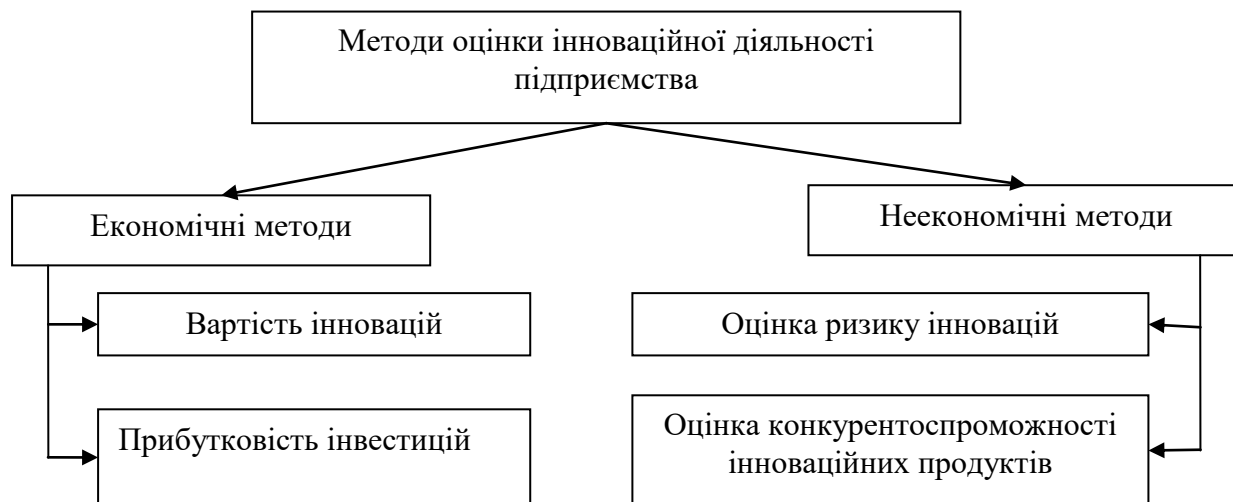 Методи оцінки інноваційної діяльності
підприємства
Економічні методи
Неекономічні методи
Вартість інновацій
Оцінка ризику інновацій
Прибутковість інвестицій
Оцінка конкурентоспроможності
інноваційних продуктів